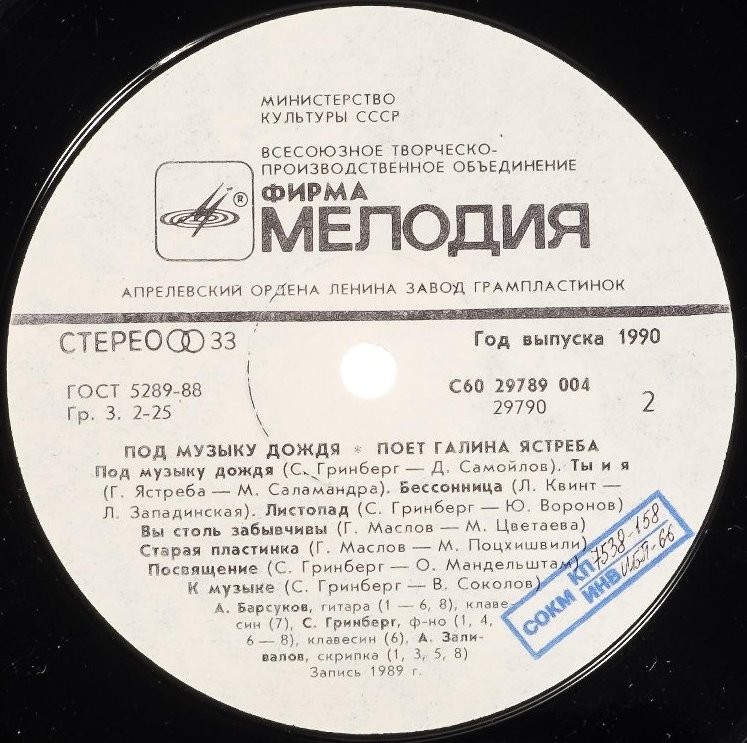 МИНИСТЕРСТВО
КУЛЬТУРЫ СССР
ВСЕСОЮЗНОЕ ТВОРЧЕСКО-
ПРОИЗВОДСТВЕННОЕ ОБЪЕДИНЕНИЕ
ФИРМА
® МЕЛОДИЯ
АПРЕЛЕВСКИЙ ОРДЕНА ЛЕНИНА ЗАВОД ГРАМПЛАСТИНОК
СТЕРЕО 33
Год выпуска 1990
ГОСТ 5289-88
Гр. 3. 2-25
С60 29789 004
29790
2
ПОД МУЗЫКУ ДОЖДЯ * ПОЕТ ГАЛИНА ЯСТРЕБА
Под музыку дождя (С. Гринберг — Д. Самойлов). Ты и я
(Г. Ястреба — М. Саламандра). Бессонница (Л. Квинт —
Л. Западинская). Листопад (С. Гринберг — Ю. Воронов)
Вы столь забывчивы (Г. Маслов — М. Цветаева)
Старая пластинка (Г. Маслов — М. Поцхишвили)
Посвящение (С. Гринберг — О. Мандельштам)
К музыке (С. Гринберг — В. Соколов)
А. Барсуков, гитара (1 — 6, 8), клаве-
син (7), С. Гринберг, ф-но (1, 4,
6 — 8), клавесин (6), А. Зали-
валов, скрипка (1, 3, 5, 8)
Запись 1989 г.
СОКМ КП 7538-158
ИНВ ИБЛ-66